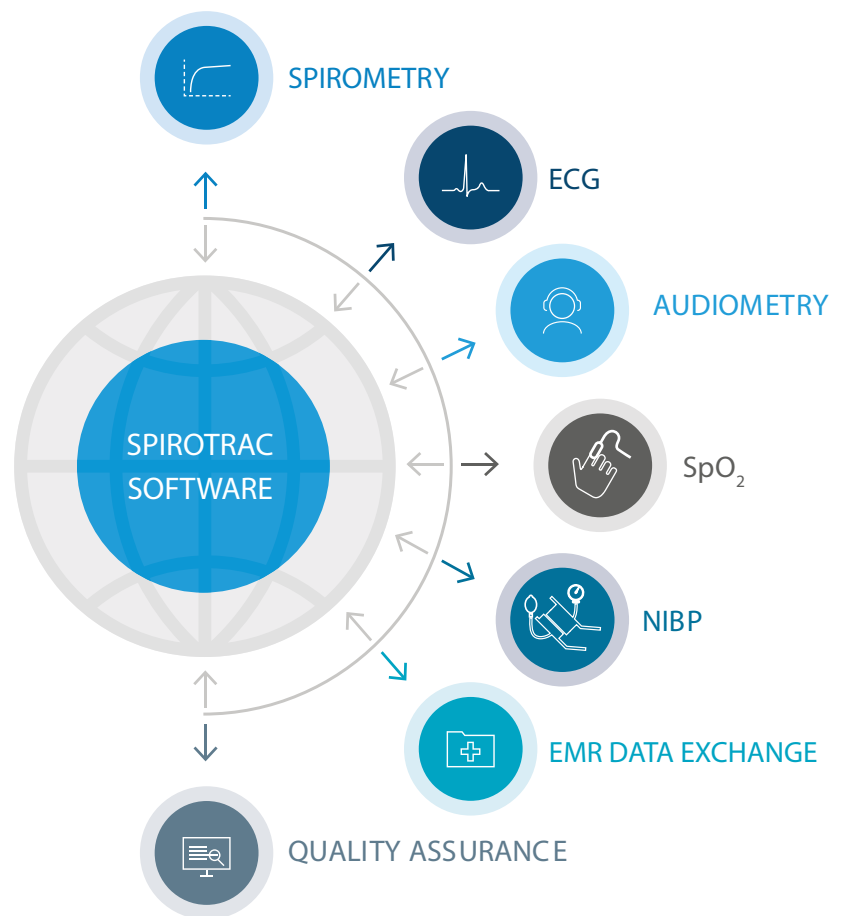 SPIROMETRY
ECG
AUDIOMETRY
SPIROTRAC
SOFTWARE
SpO₂
NIBP
EMR DATA EXCHANGE
QUALITY ASSURANCE